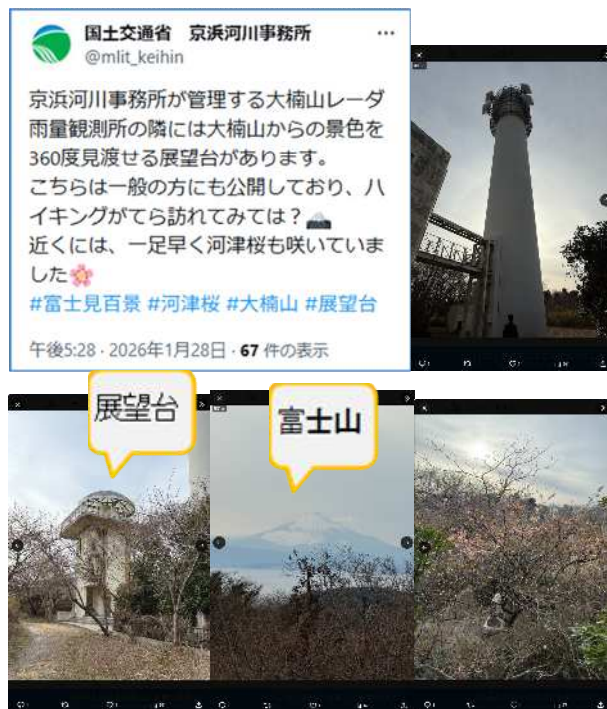 国土交通省　京浜河川事務所
@mlit_keihin
京浜河川事務所が管理する大楠山レーダ
雨量観測所の隣には大楠山からの景色を
360度見渡せる展望台があります。
こちらは一般の方にも公開しており、ハ
イキングがてら訪れてみては？🗻
近くには、一足早く河津桜も咲いていま
した🌸
#富士見百景 #河津桜 #大楠山 #展望台
午後5:28 · 2026年1月28日 · 67 件の表示
展望台
富士山